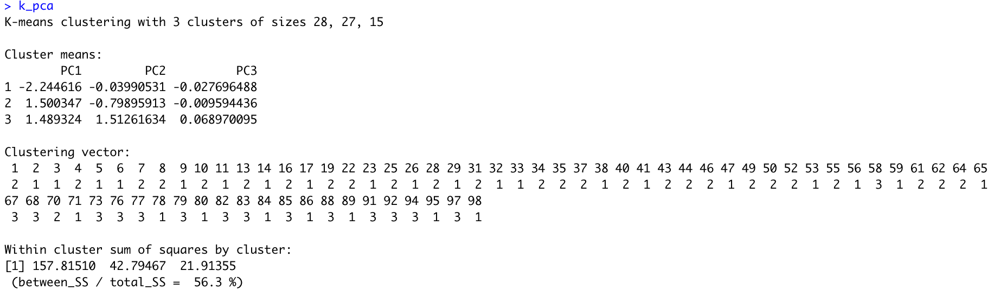 > k_pca
K-means clustering with 3 clusters of sizes 28, 27, 15
Cluster means:
PC1 PC2 PC3
1 -2.244616 -0.03990531 -0.027696488
2 1.500347 -0.79895913 -0.009594436
3 1.489324 1.51261634 0.068970095
Clustering vector:
1 2 3 4 5 6 7 8 9 10 11 13 14 16 17 19 22 23 25 26 28 29 31 32 33 34 35 37 38 40 41 43 44 46 47 49 50 52 53 55 56 58 59 61 62 64 65
2 1 1 2 1 1 2 2 1 2 1 2 1 2 1 2 2 1 2 1 2 1 2 1 1 2 2 2 1 2 1 2 2 2 1 2 2 2 1 2 1 3 1 2 2 2 1
67 68 70 71 73 76 77 78 79 80 82 83 84 85 86 88 89 91 92 94 95 97 98
3 3 2 1 3 3 3 1 3 1 3 3 1 3 1 3 1 3 3 3 1 3 1
Within cluster sum of squares by cluster:
[1] 157.81510 42.79467 21.91355
(between_SS / total_SS = 56.3 %)